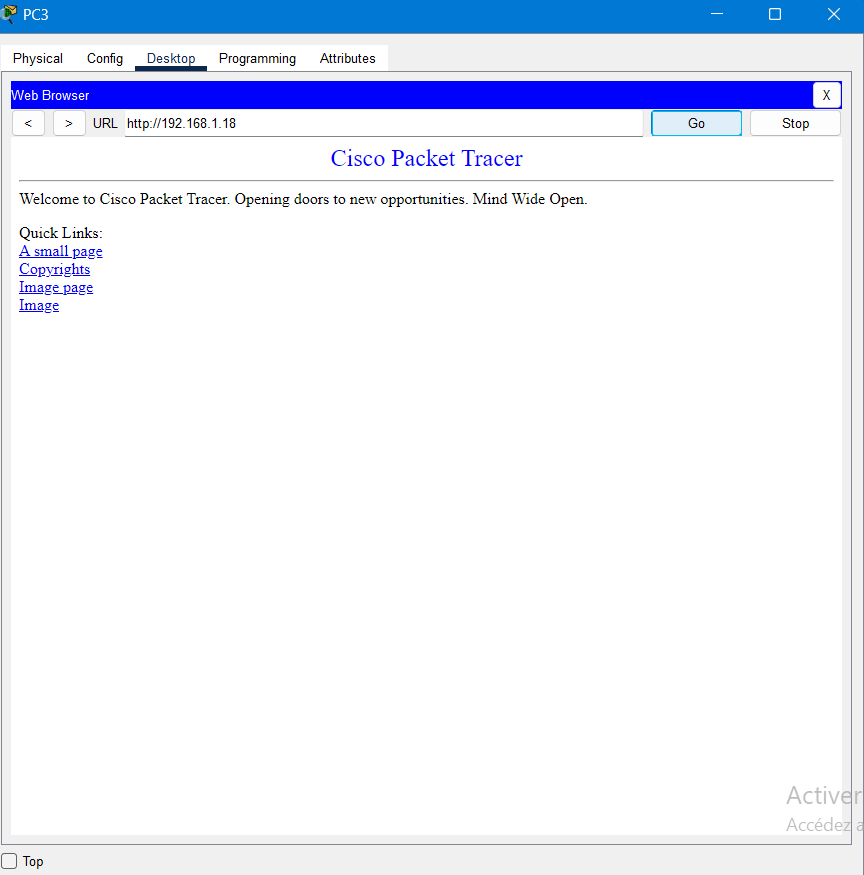 PC3
Physical Config Desktop Programming Attributes
Web Browser X
< > URL http://192.168.1.18 Go Stop
Cisco Packet Tracer
Welcome to Cisco Packet Tracer. Opening doors to new opportunities. Mind Wide Open.
Quick Links:
A small page
Copyrights
Image page
Image
Activer
Accédez a
Top